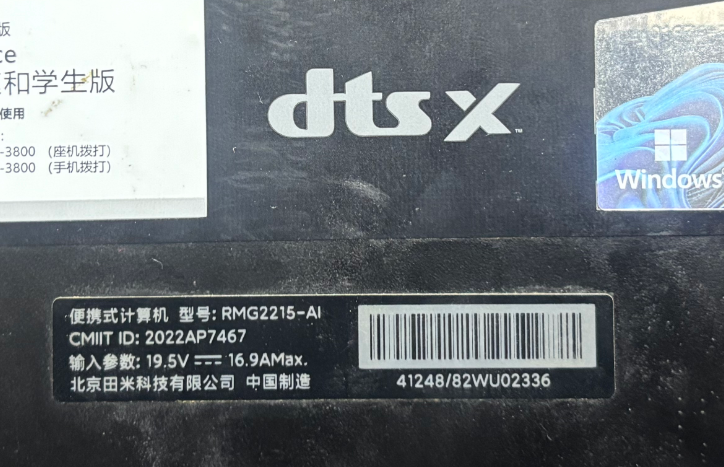 版
和学生版
使用
:
-3800 (座机拨打)
-3800 (手机拨打)
dts X™
Windows
便携式计算机 型号: RMG2215-AI
CMIIT ID: 2022AP7467
输入参数: 19.5V ⎓ 16.9AMax.
北京田米科技有限公司 中国制造
41248/82WU02336